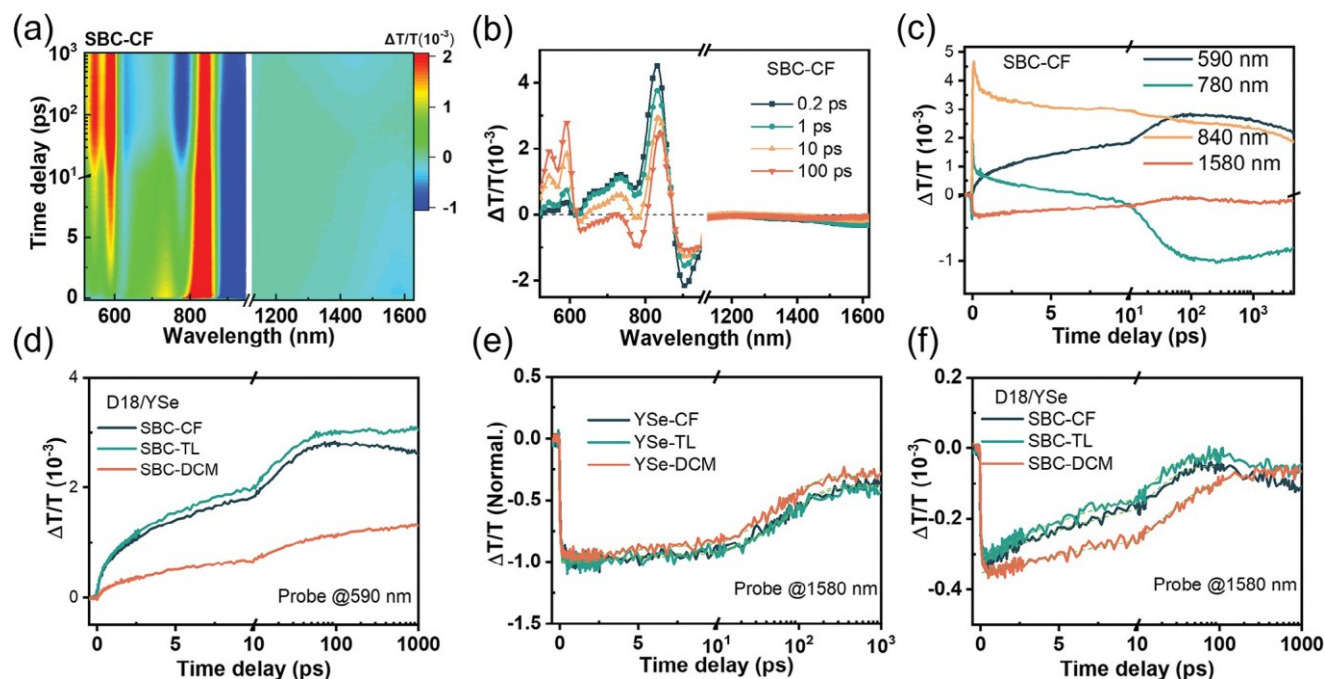 (a)
SBC-CF
ΔT/T(10⁻³)
10³
10²
10¹
5
0
2
1
0
-1
Time delay (ps)
600 800 1200 1400 1600
Wavelength (nm)
(b)
SBC-CF
0.2 ps
1 ps
10 ps
100 ps
4
2
0
-2
ΔT/T(10⁻³)
600 800 1200 1400 1600
Wavelength (nm)
(c)
SBC-CF
590 nm
780 nm
840 nm
1580 nm
5
4
3
2
1
0
-1
ΔT/T (10⁻³)
0 5 10¹ 10² 10³
Time delay (ps)
(d)
D18/YSe
SBC-CF
SBC-TL
SBC-DCM
4
2
0
ΔT/T (10⁻³)
Probe @590 nm
0 5 10 100 1000
Time delay (ps)
(e)
YSe-CF
YSe-TL
YSe-DCM
0.5
0.0
-0.5
-1.0
-1.5
ΔT/T (Normal.)
Probe @1580 nm
0 5 10¹ 10² 10³
Time delay (ps)
(f)
D18/YSe
SBC-CF
SBC-TL
SBC-DCM
0.2
0.0
-0.2
-0.4
ΔT/T (10⁻³)
Probe @1580 nm
0 5 10 100 1000
Time delay (ps)